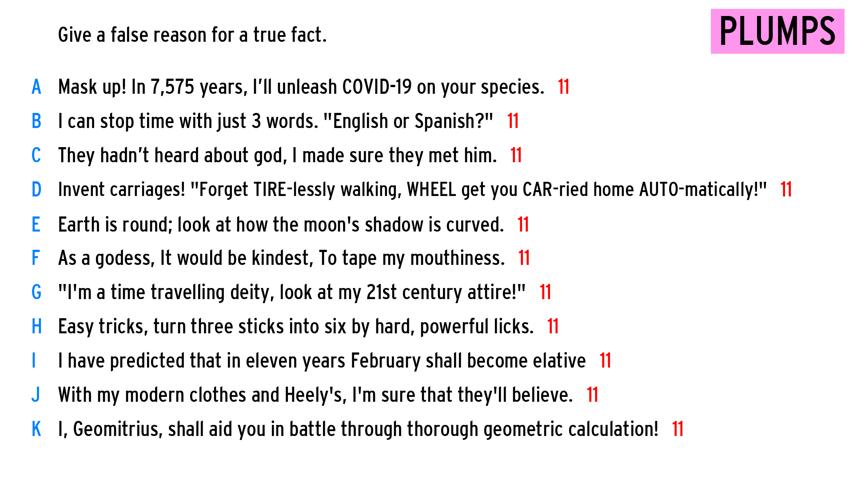 Give a false reason for a true fact.
PLUMPS
A Mask up! In 7,575 years, I'll unleash COVID-19 on your species. 11
B I can stop time with just 3 words. "English or Spanish?" 11
C They hadn't heard about god, I made sure they met him. 11
D Invent carriages! "Forget TIRE-lessly walking, WHEEL get you CAR-ried home AUTO-matically!" 11
E Earth is round; look at how the moon's shadow is curved. 11
F As a godess, It would be kindest, To tape my mouthiness. 11
G "I'm a time travelling deity, look at my 21st century attire!" 11
H Easy tricks, turn three sticks into six by hard, powerful licks. 11
I I have predicted that in eleven years February shall become elative 11
J With my modern clothes and Heely's, I'm sure that they'll believe. 11
K I, Geomitrius, shall aid you in battle through thorough geometric calculation! 11